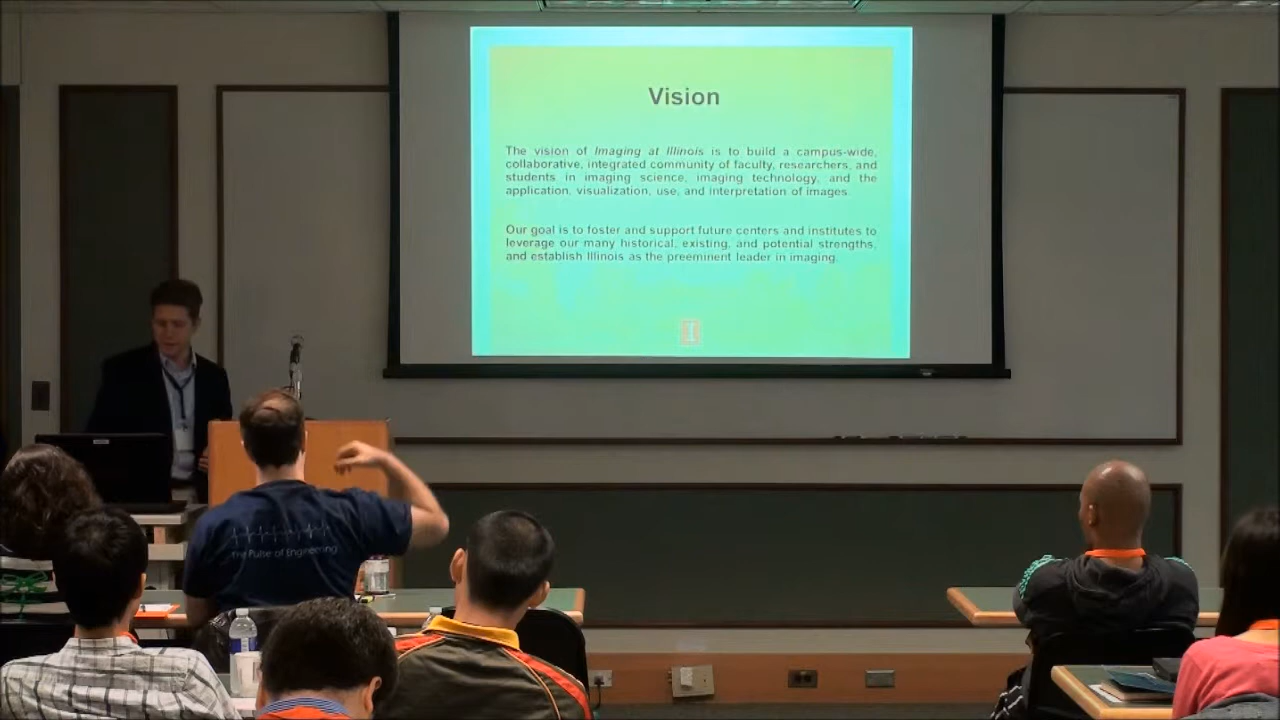 Vision
The vision of Imaging at Illinois is to build a campus-wide,
collaborative, integrated community of faculty, researchers, and
students in imaging science, imaging technology, and the
application, visualization, use, and interpretation of images.
Our goal is to foster and support future centers and institutes to
leverage our many historical, existing, and potential strengths,
and establish Illinois as the preeminent leader in imaging.
I
The Pulse of Engineering